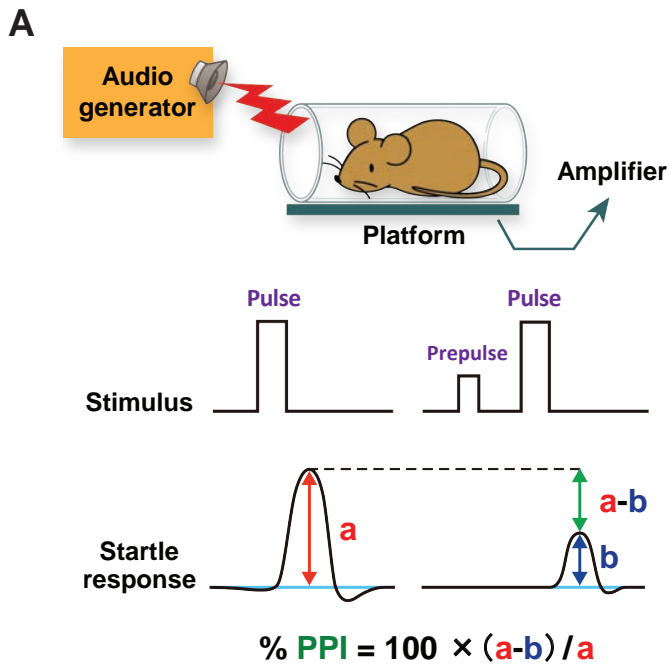 A
Audio
generator
Amplifier
Platform
Pulse
Pulse
Prepulse
Stimulus
a
a-b
b
Startle
response
% PPI = 100 × (a-b) / a